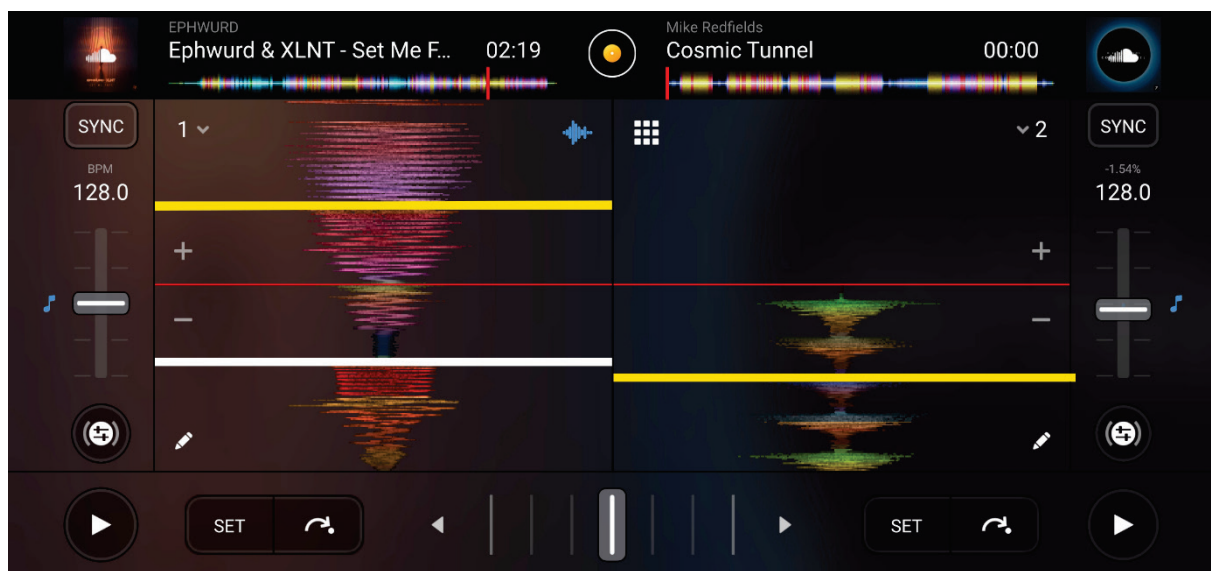 EPHWURD
Ephwurd & XLNT - Set Me F... 02:19
Mike Redfields
Cosmic Tunnel 00:00
SYNC
1
2
SYNC
BPM
128.0
-1.54%
128.0
+
+
−
−
SET
SET